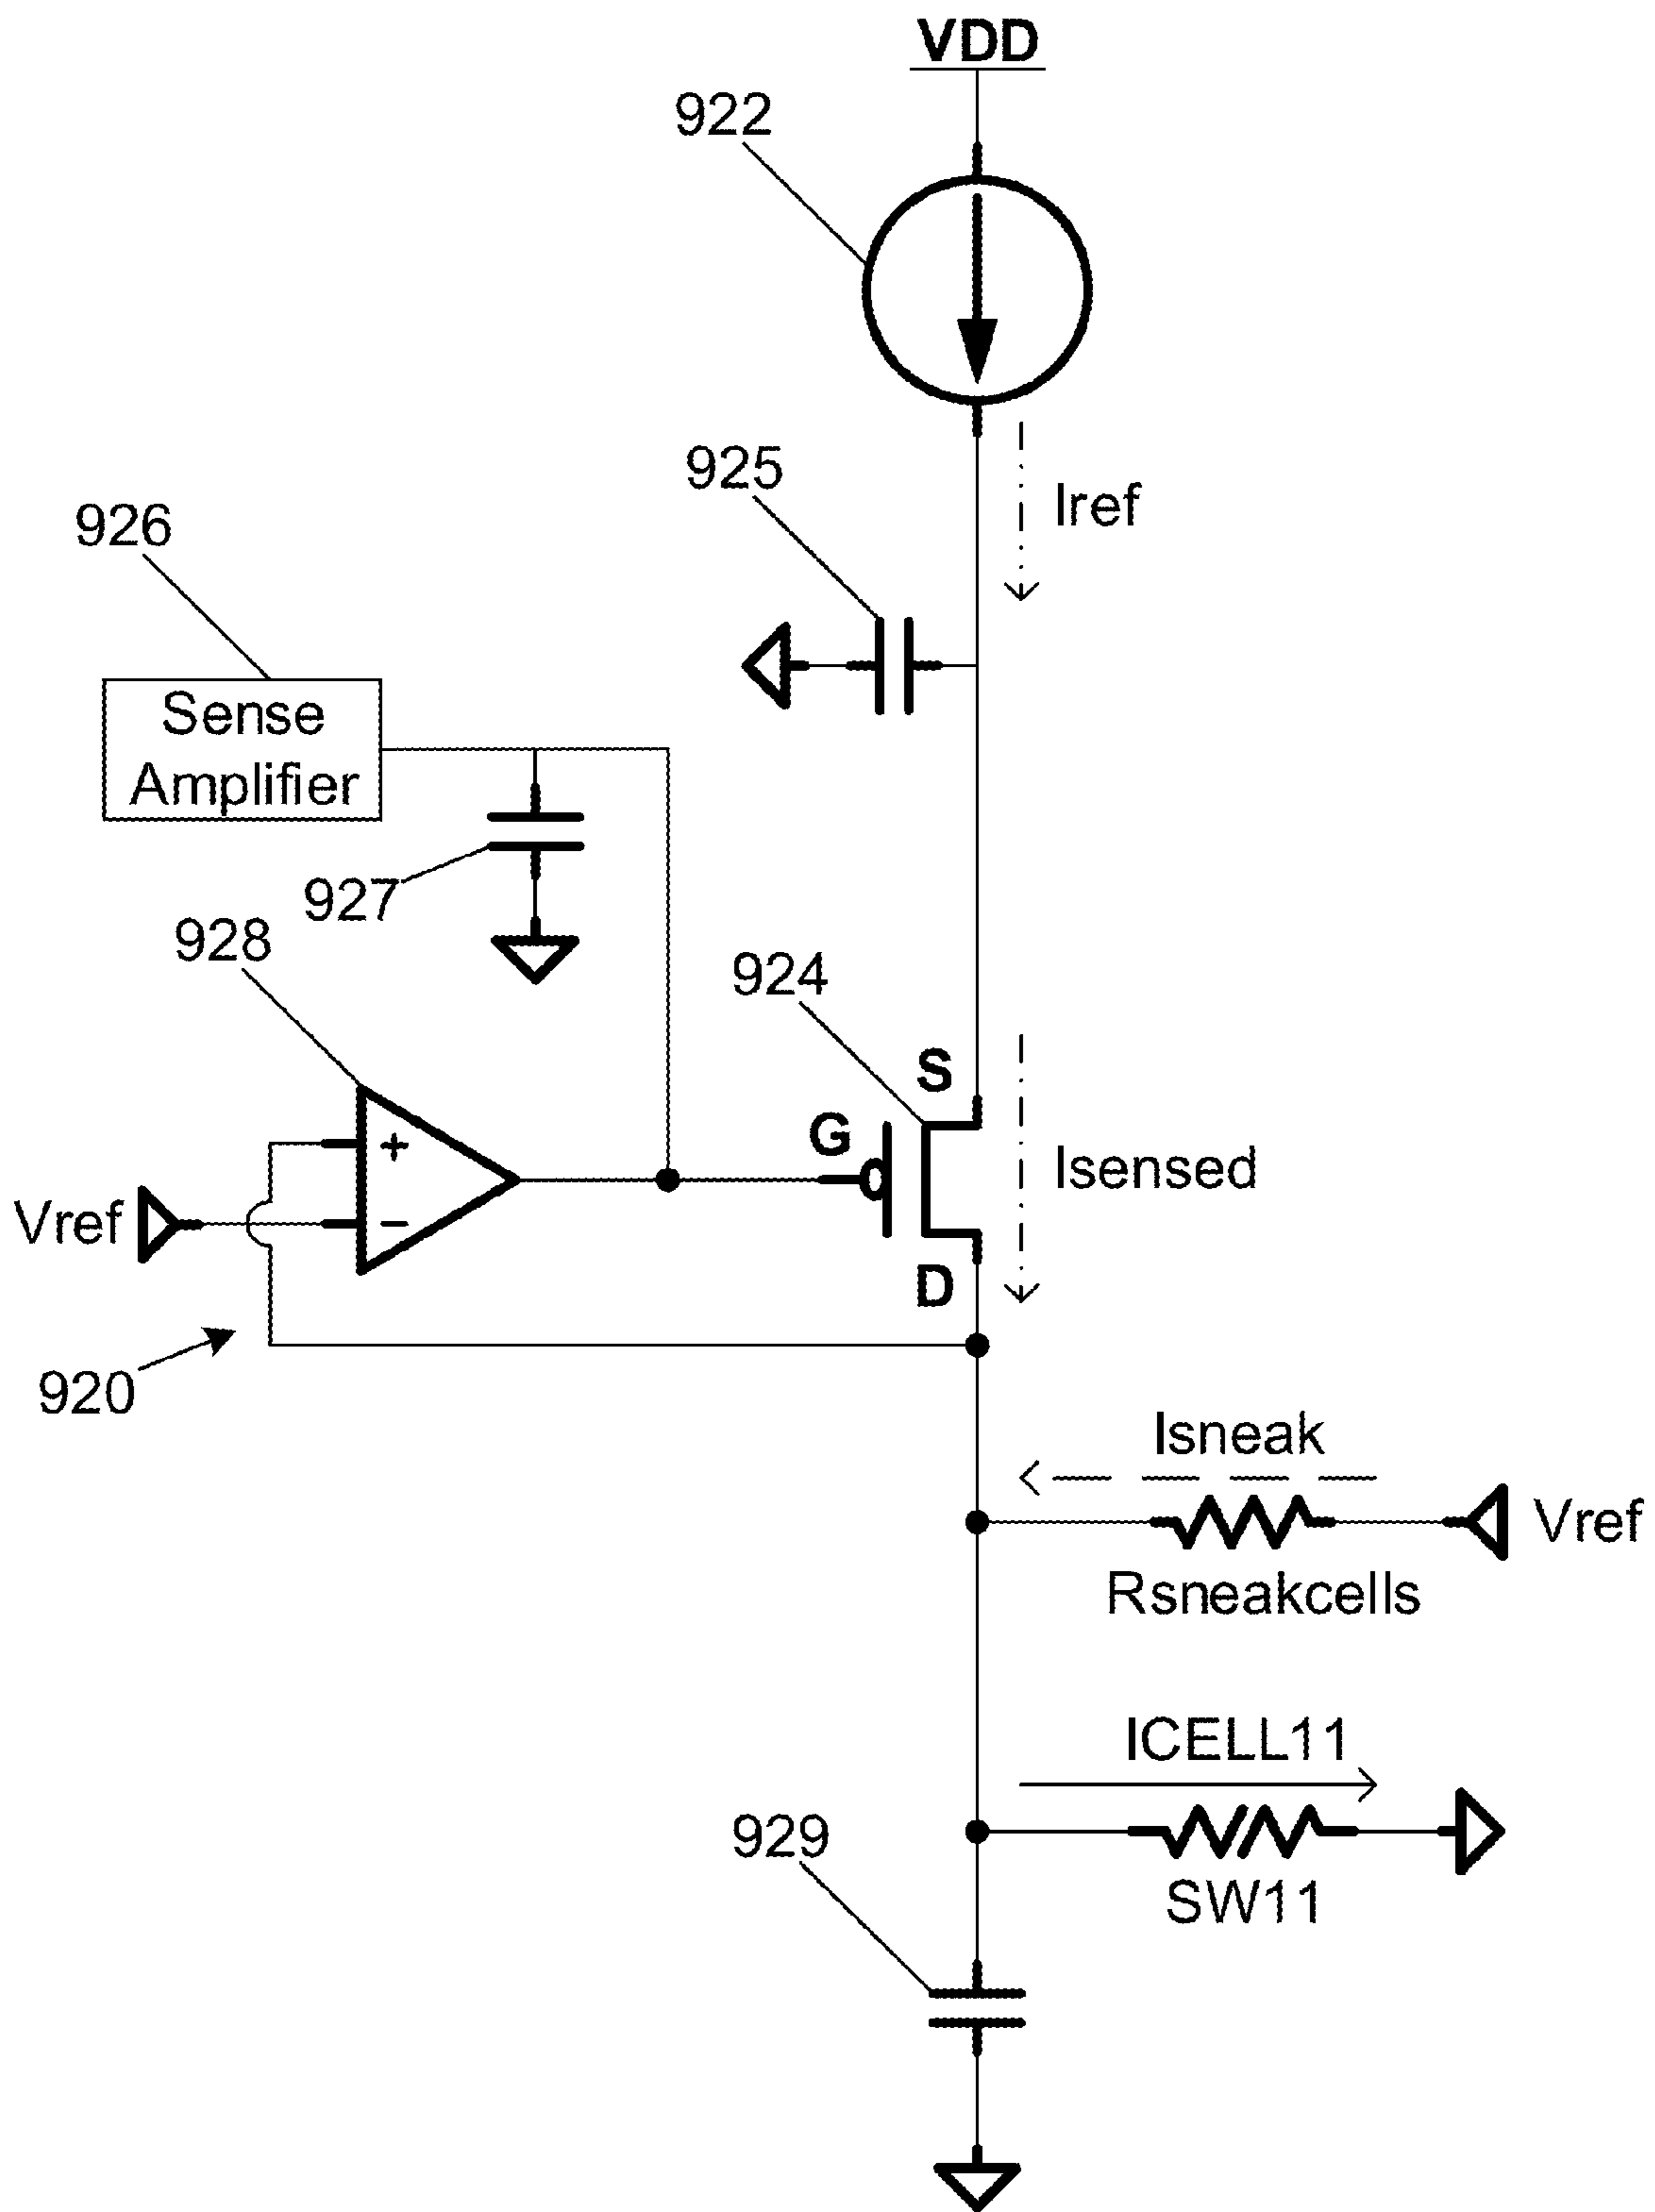 VDD
922
925
Iref
926
Sense
Amplifier
927
928
924
S
G
+
Isensed
Vref
−
D
920
Isneak
Vref
Rsneakcells
ICELL11
929
SW11